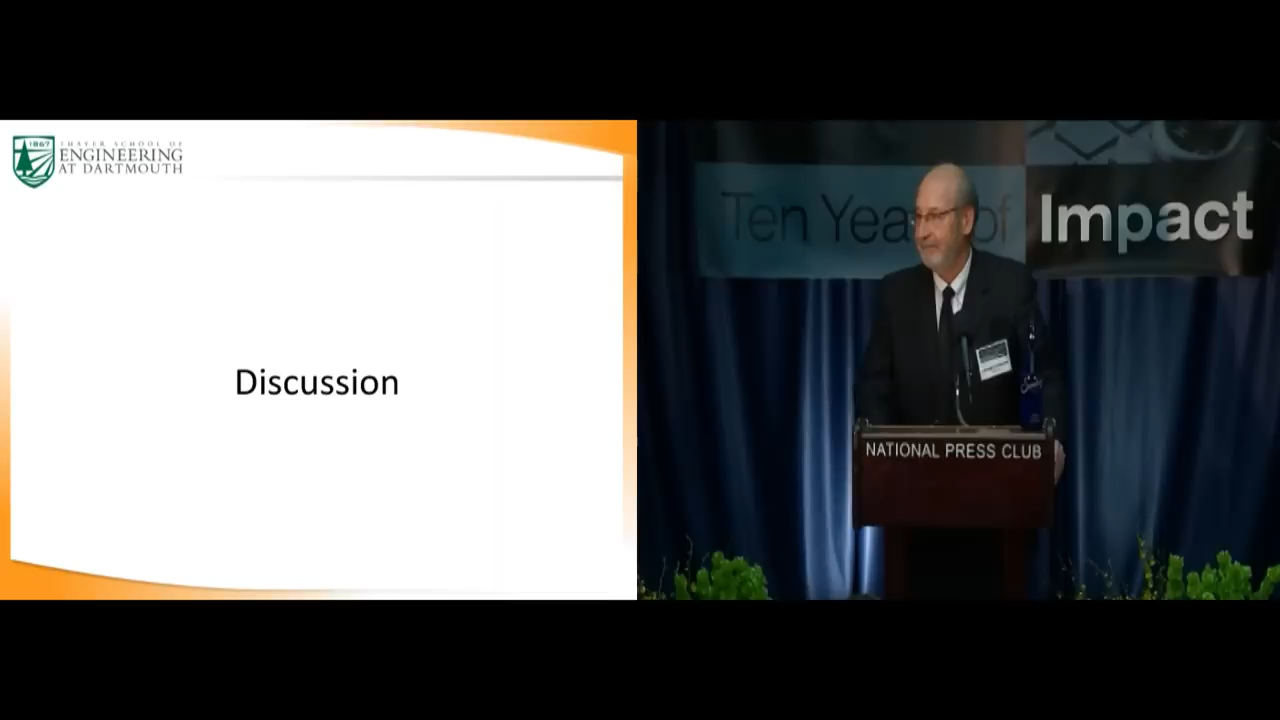 1867
THAYER SCHOOL OF
ENGINEERING
AT DARTMOUTH
Discussion
Ten Years of Impact
NATIONAL PRESS CLUB